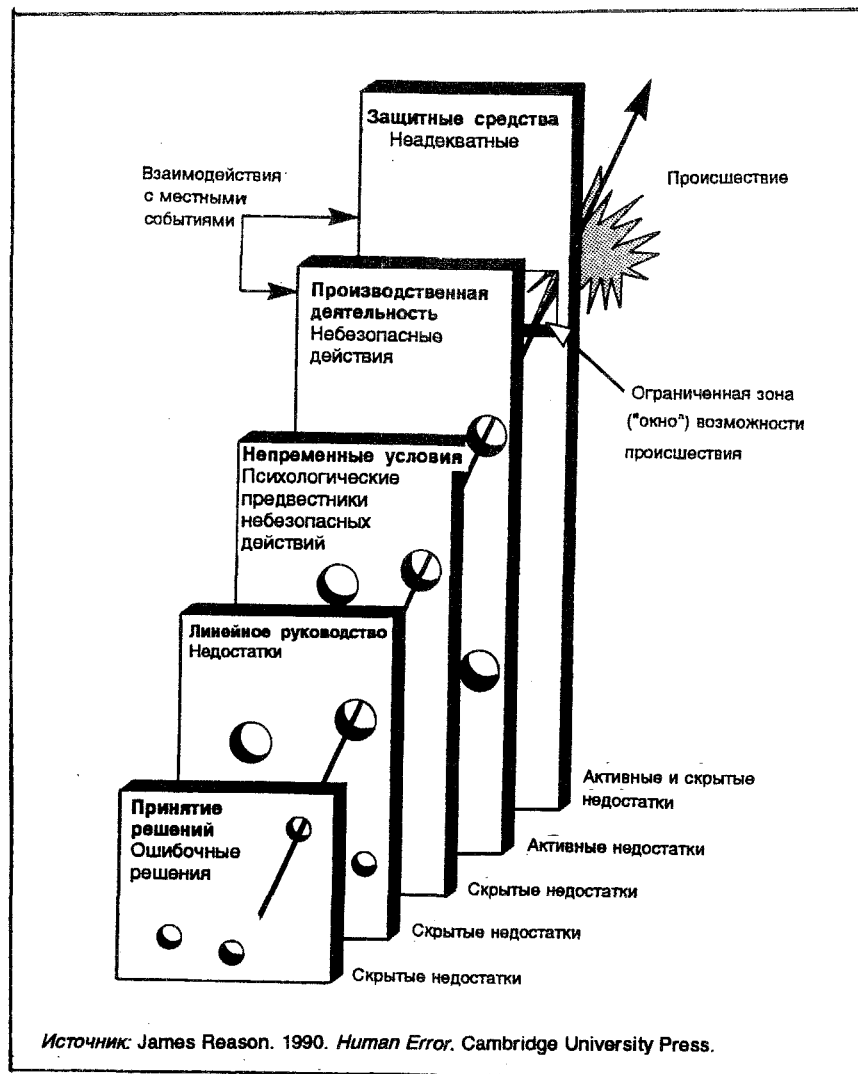 Защитные средства
Неадекватные
Взаимодействия
с местными
событиями
Происшествие
Производственная
деятельность
Небезопасные
действия
Ограниченная зона
("окно") возможности
происшествия
Непременные условия
Психологические
предвестники
небезопасных
действий
Линейное руководство
Недостатки
Принятие
решений
Ошибочные
решения
Активные и скрытые
недостатки
Активные недостатки
Скрытые недостатки
Скрытые недостатки
Скрытые недостатки
Источник: James Reason. 1990. Human Error. Cambridge University Press.